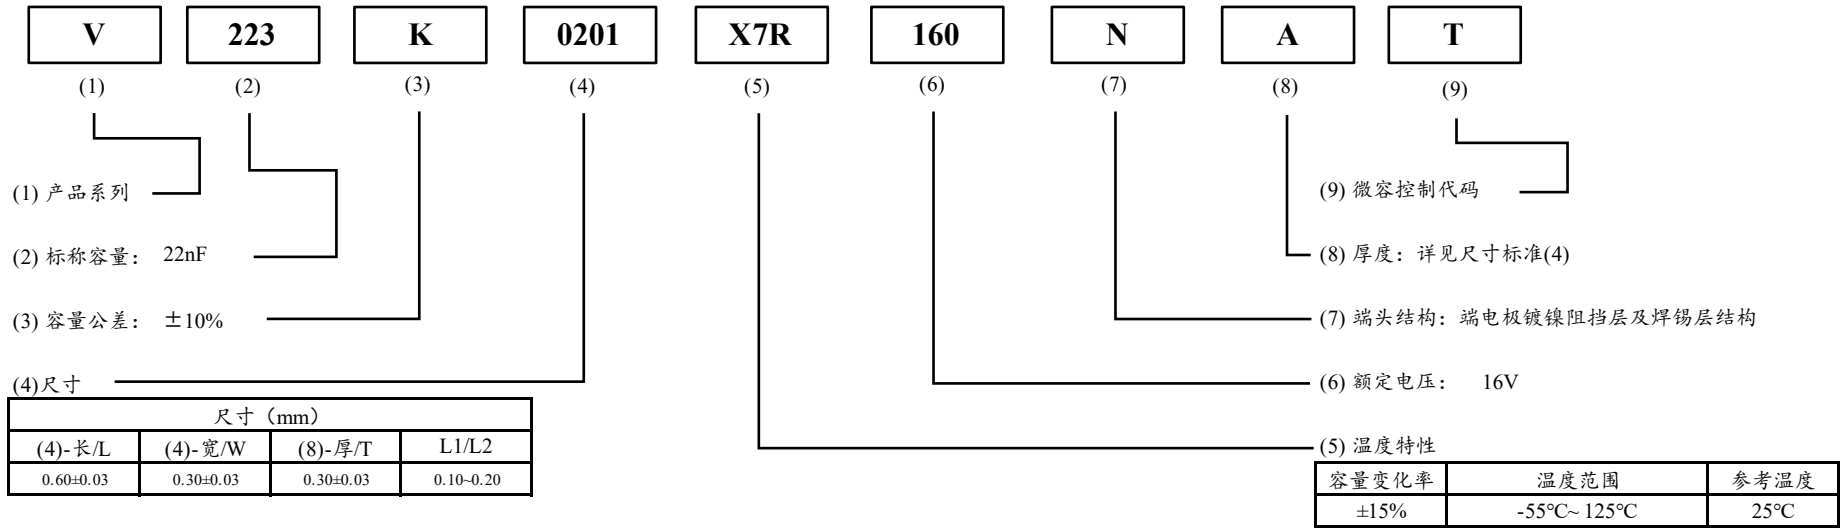 V 223 K 0201 X7R 160 N A T
(1) (2) (3) (4) (5) (6) (7) (8) (9)
(1) 产品系列
(2) 标称容量： 22nF
(3) 容量公差： ±10%
(4)尺寸
尺寸（mm）
(4)-长/L (4)-宽/W (8)-厚/T L1/L2
0.60±0.03 0.30±0.03 0.30±0.03 0.10~0.20
(9) 微容控制代码
(8) 厚度：详见尺寸标准(4)
(7) 端头结构：端电极镀镍阻挡层及焊锡层结构
(6) 额定电压： 16V
(5) 温度特性
容量变化率 温度范围 参考温度
±15% -55℃~ 125℃ 25℃